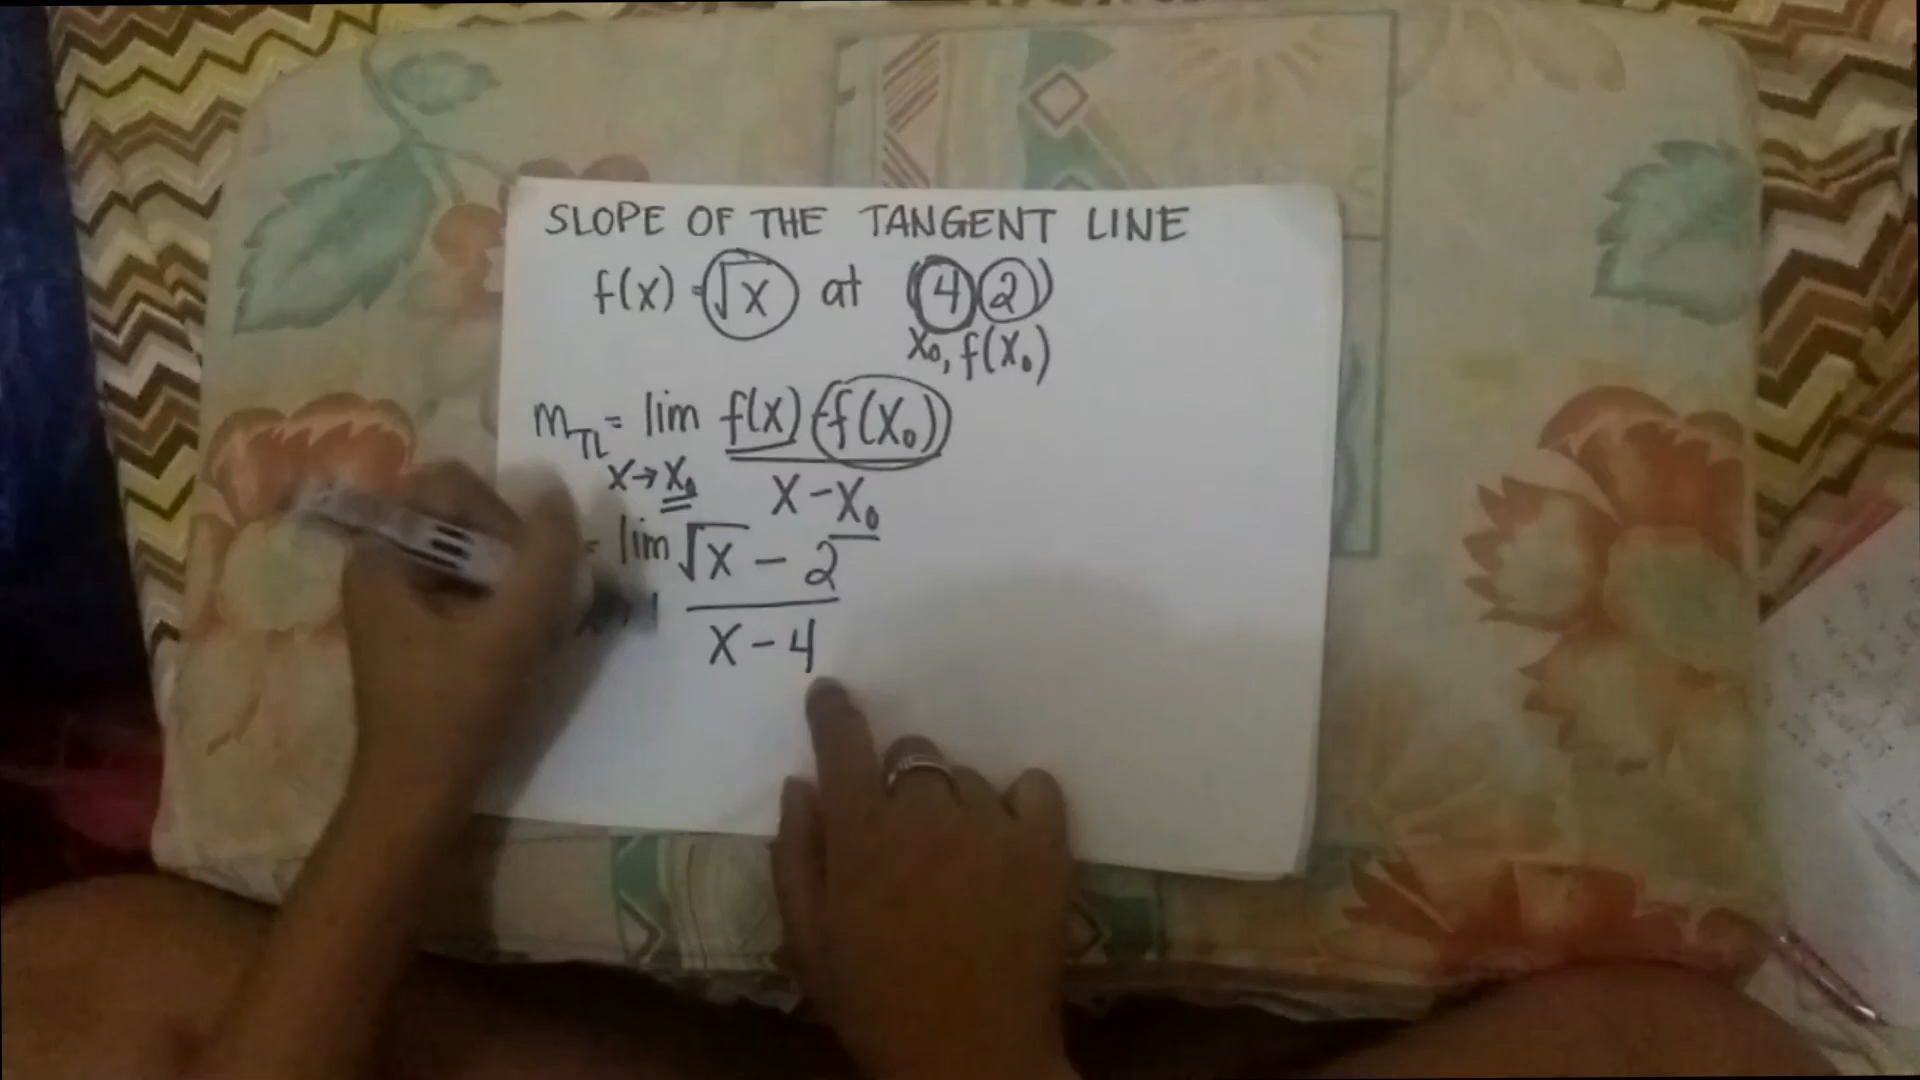 SLOPE OF THE TANGENT LINE
f(x) = √x at (4, 2)
x₀, f(x₀)
m_TL = lim f(x) - f(x₀)
x→x₀ x - x₀
= lim √x - 2
x - 4